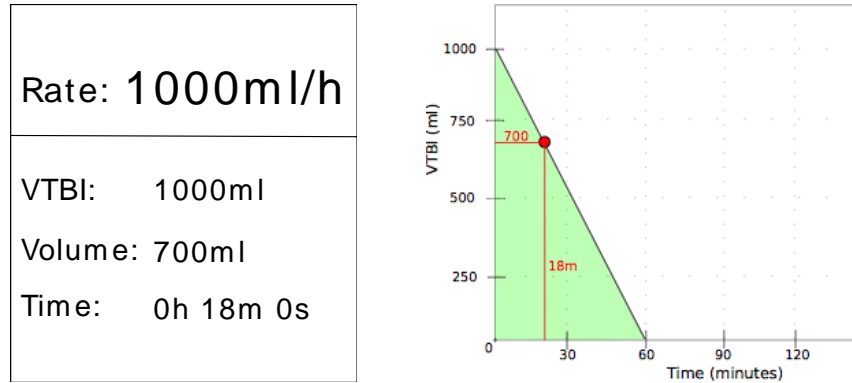 Rate: 1000ml/h
VTBI: 1000ml
Volume: 700ml
Time: 0h 18m 0s
VTBI (ml)
1000
750
700
500
250
18m
0
30 60 90 120
Time (minutes)